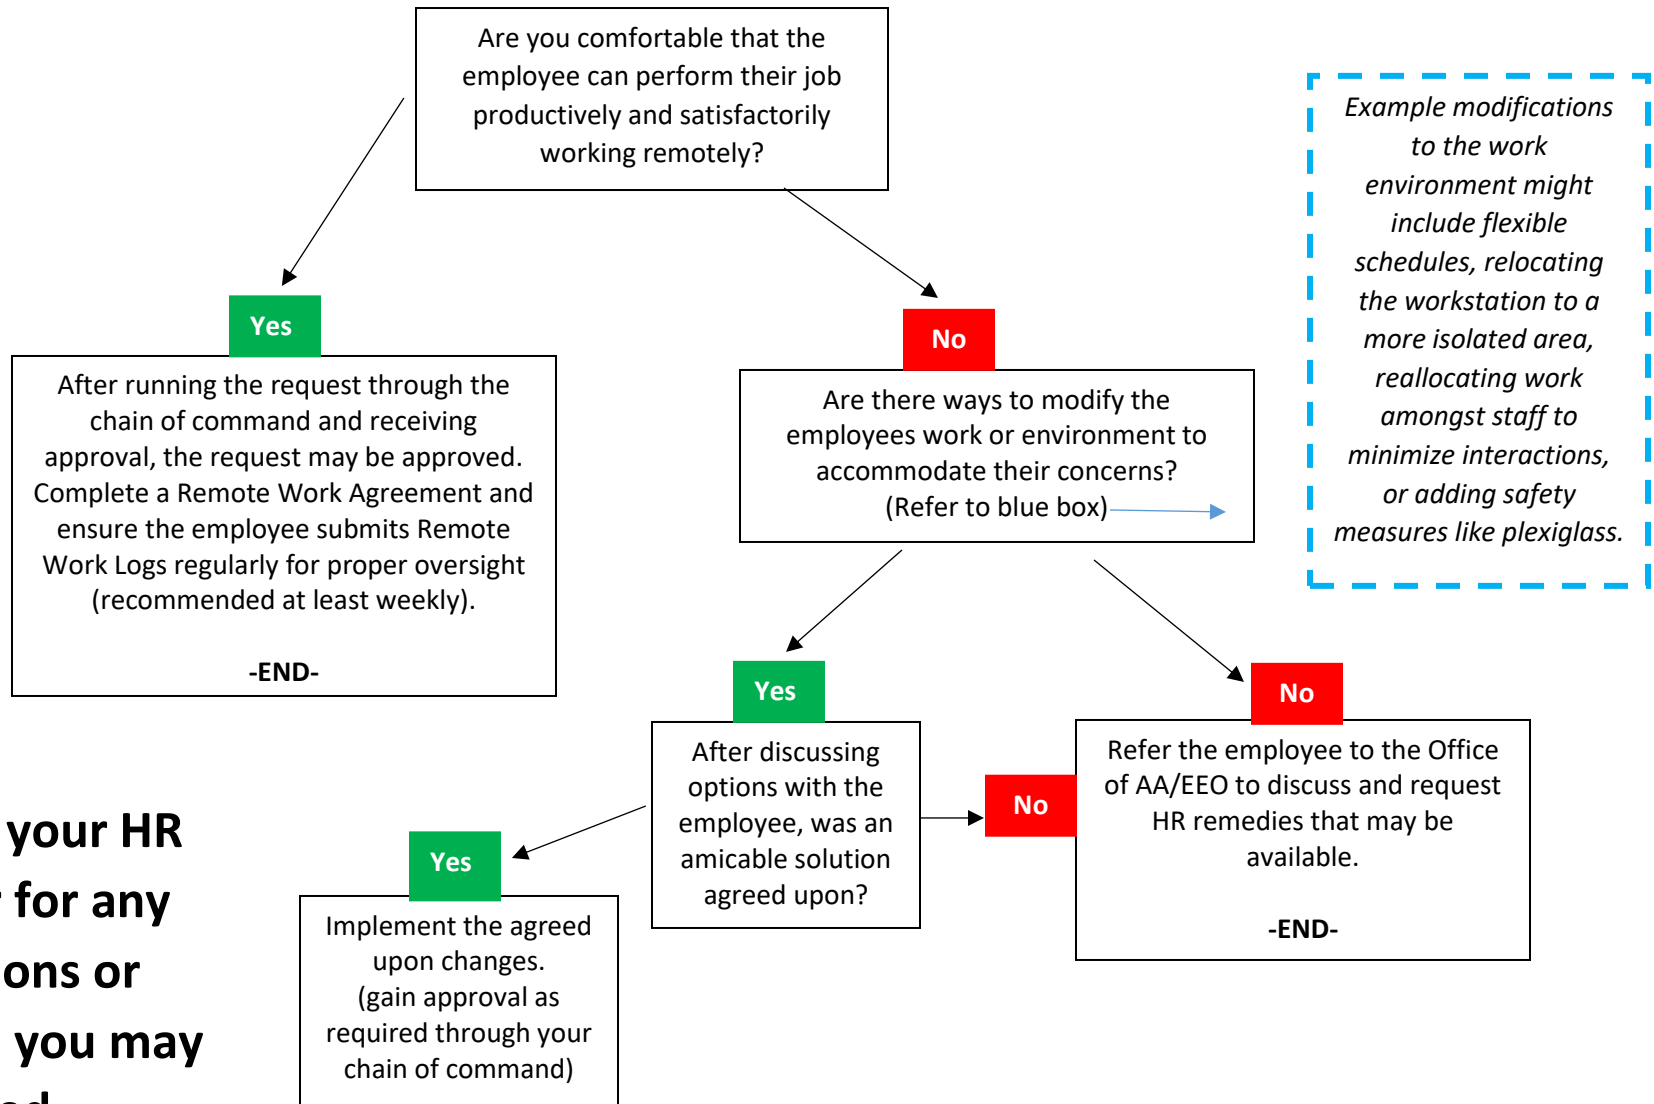 Are you comfortable that the
employee can perform their job
productively and satisfactorily
working remotely?
Example modifications
to the work
environment might
include flexible
schedules, relocating
the workstation to a
more isolated area,
reallocating work
amongst staff to
minimize interactions,
or adding safety
measures like plexiglass.
Yes
After running the request through the
chain of command and receiving
approval, the request may be approved.
Complete a Remote Work Agreement and
ensure the employee submits Remote
Work Logs regularly for proper oversight
(recommended at least weekly).
-END-
No
Are there ways to modify the
employees work or environment to
accommodate their concerns?
(Refer to blue box)
Yes
After discussing
options with the
employee, was an
amicable solution
agreed upon?
No
No
Refer the employee to the Office
of AA/EEO to discuss and request
HR remedies that may be
available.
-END-
Yes
Implement the agreed
upon changes.
(gain approval as
required through your
chain of command)
your HR
for any
ons or
you may